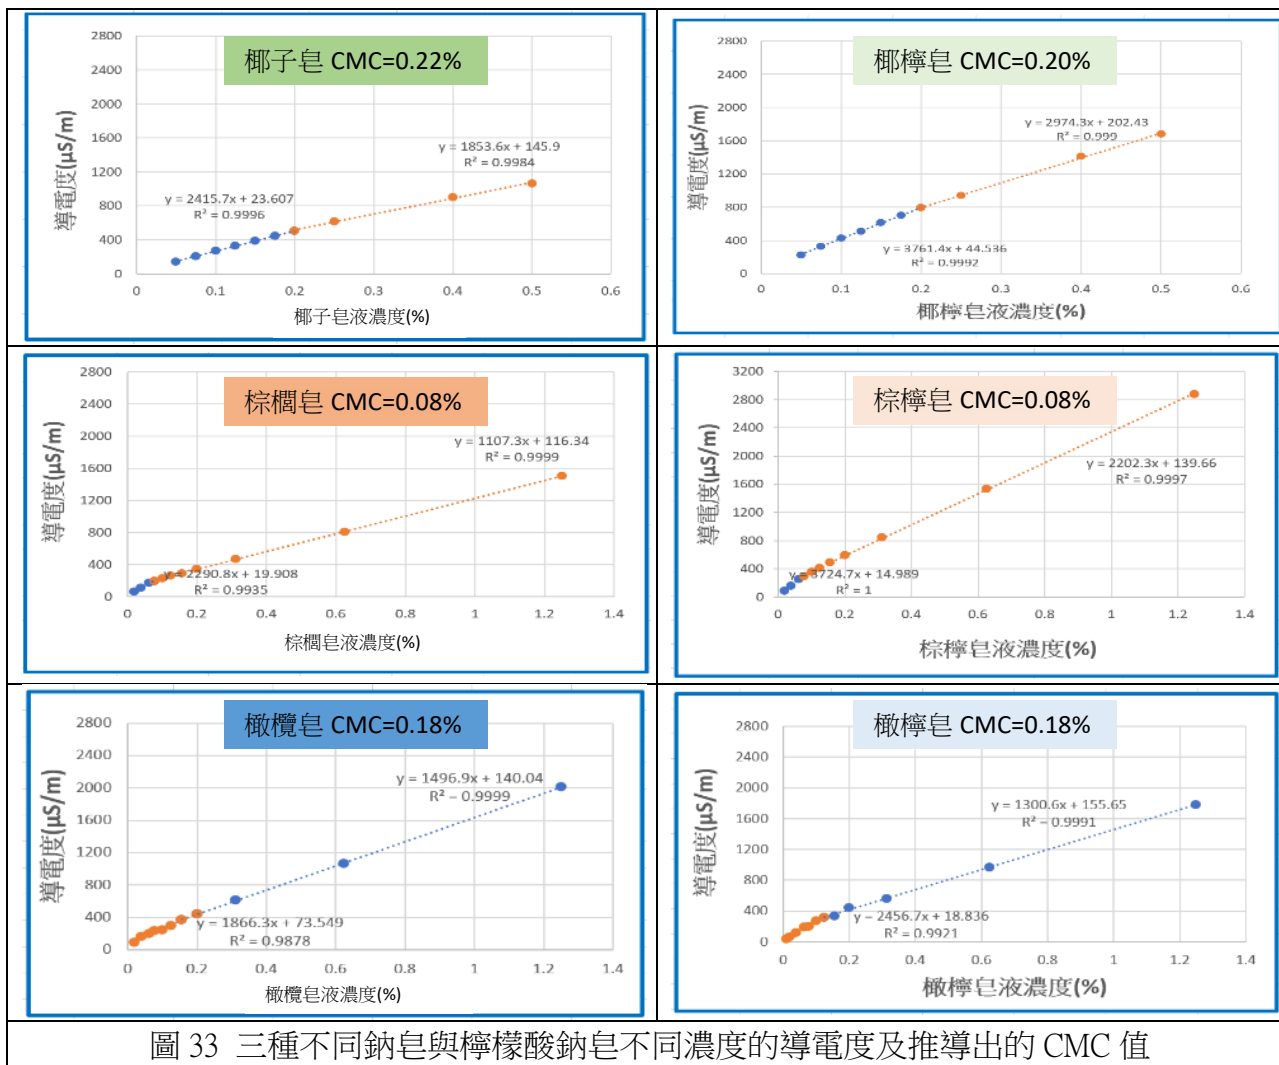 椰子皂 CMC=0.22%
導電度(µS/m)
2800
2400
2000
1600
1200
800
400
0
y = 2415.7x + 23.607
R² = 0.9996
y = 1853.6x + 145.9
R² = 0.9984
0 0.1 0.2 0.3 0.4 0.5 0.6
椰子皂液濃度(%)
椰檸皂 CMC=0.20%
導電度(µS/m)
2800
2400
2000
1600
1200
800
400
0
y = 2974.3x + 202.43
R² = 0.999
y = 3761.4x + 44.536
R² = 0.9992
0 0.1 0.2 0.3 0.4 0.5 0.6
椰檸皂液濃度(%)
棕櫚皂 CMC=0.08%
導電度(µS/m)
2800
2400
2000
1600
1200
800
400
0
y = 1107.3x + 116.34
R² = 0.9999
y = 2290.8x + 19.908
R² = 0.9935
0 0.2 0.4 0.6 0.8 1 1.2 1.4
棕櫚皂液濃度(%)
棕檸皂 CMC=0.08%
導電度(µS/m)
3200
2800
2400
2000
1600
1200
800
400
0
y = 2202.3x + 139.66
R² = 0.9997
y = 3724.7x + 14.989
R² = 1
0 0.2 0.4 0.6 0.8 1 1.2 1.4
棕檸皂液濃度(%)
橄欖皂 CMC=0.18%
導電度(µS/m)
2800
2400
2000
1600
1200
800
400
0
y = 1496.9x + 140.04
R² = 0.9999
y = 1866.3x + 73.549
R² = 0.9878
0 0.2 0.4 0.6 0.8 1 1.2 1.4
橄欖皂液濃度(%)
橄檸皂 CMC=0.18%
導電度(µS/m)
2800
2400
2000
1600
1200
800
400
0
y = 1300.6x + 155.65
R² = 0.9991
y = 2456.7x + 18.836
R² = 0.9921
0 0.2 0.4 0.6 0.8 1 1.2 1.4
橄檸皂液濃度(%)
圖 33 三種不同鈉皂與檸檬酸鈉皂不同濃度的導電度及推導出的 CMC 值